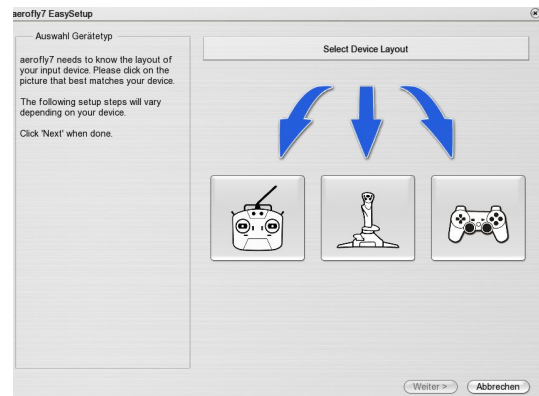 aerofly7 EasySetup
Auswahl Gerätetyp
aerofly7 needs to know the layout of
your input device. Please click on the
picture that best matches your device.
The following setup steps will vary
depending on your device.
Click 'Next' when done.
Select Device Layout
Weiter >
Abbrechen